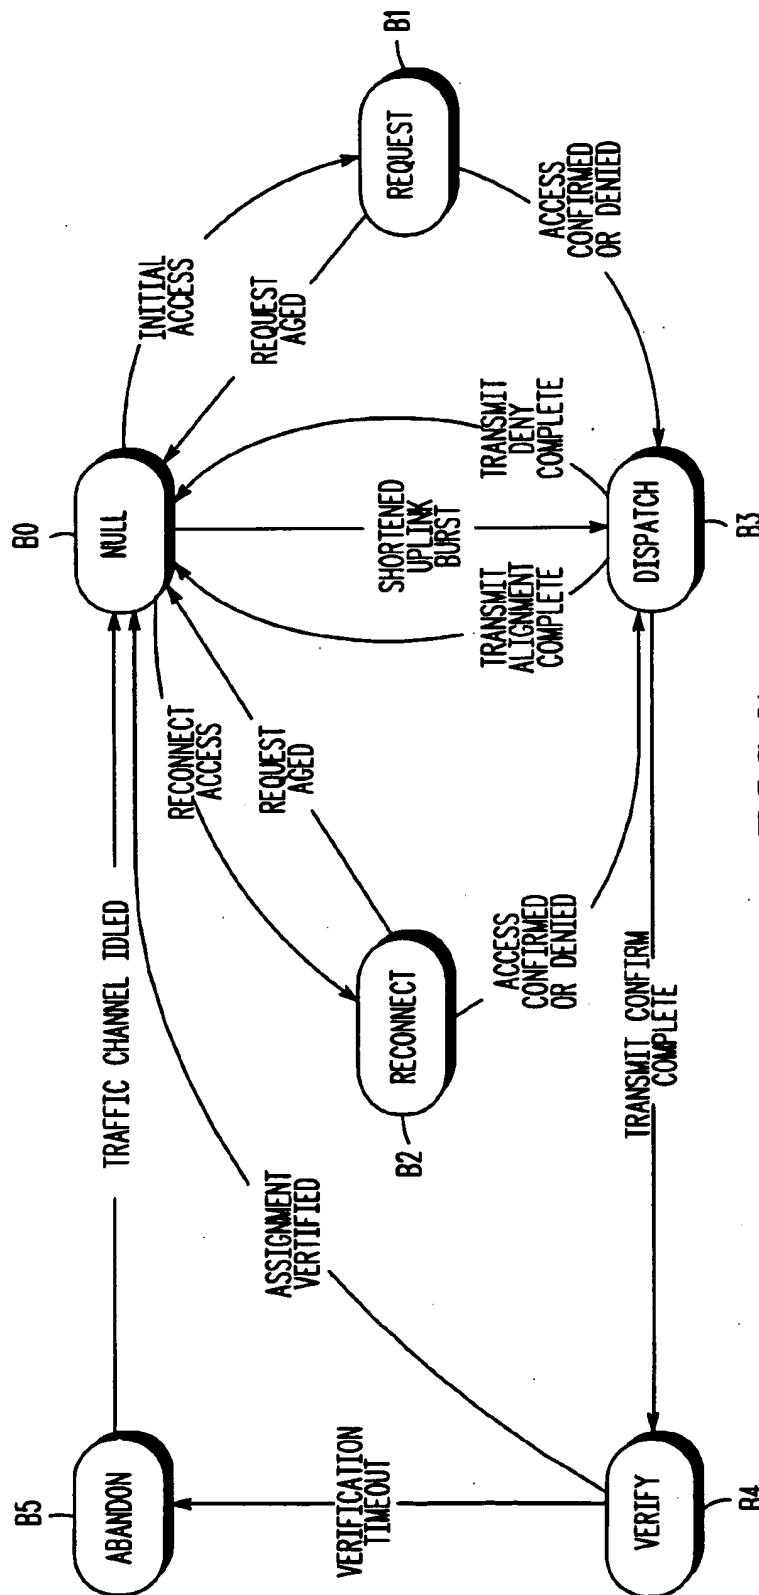 B0
NULL
B1
REQUEST
INITIAL
ACCESS
REQUEST
AGED
ACCESS
CONFIRMED
OR DENIED
TRANSMIT
DENY
COMPLETE
SHORTENED
UPLINK
BURST
TRANSMIT
ALIGNMENT
COMPLETE
DISPATCH
B3
RECONNECT
ACCESS
REQUEST
AGED
RECONNECT
B2
ACCESS
CONFIRMED
OR DENIED
TRAFFIC CHANNEL IDLED
ASSIGNMENT
VERTIFIED
TRANSMIT CONFIRM
COMPLETE
B5
ABANDON
VERIFICATION
TIMEOUT
VERIFY
B4